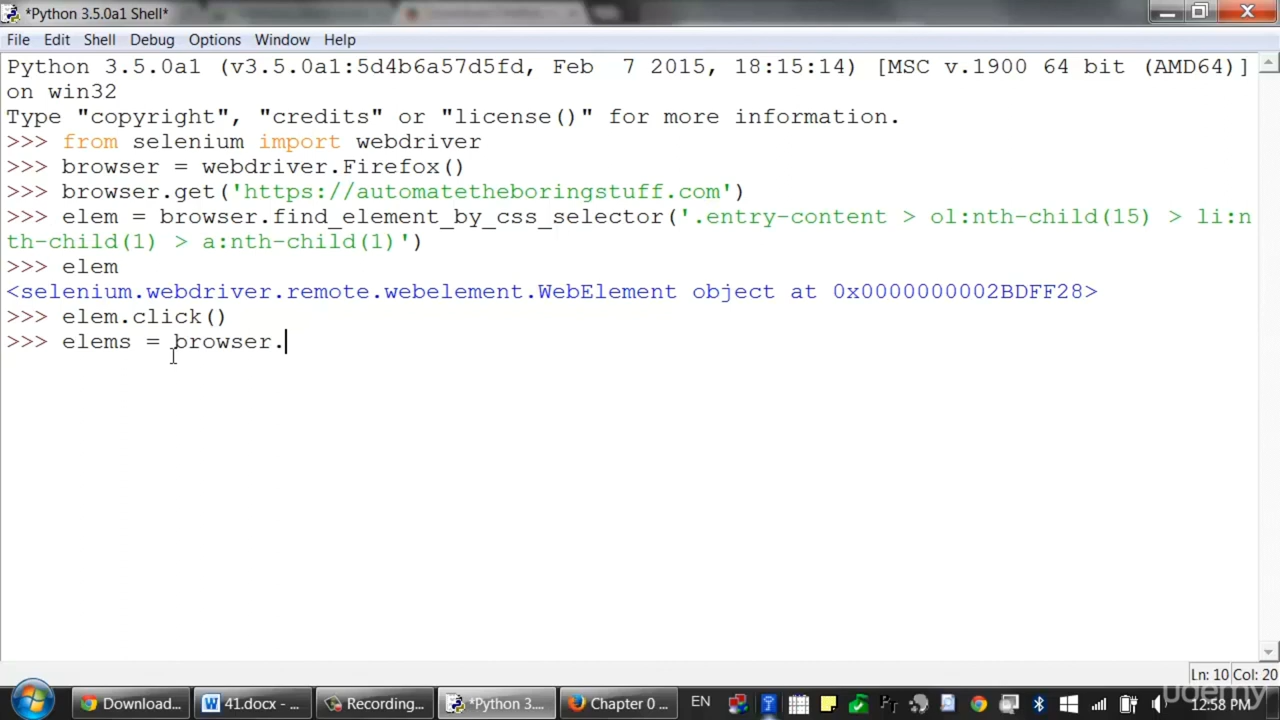 *Python 3.5.0a1 Shell*
File Edit Shell Debug Options Window Help
Python 3.5.0a1 (v3.5.0a1:5d4b6a57d5fd, Feb  7 2015, 18:15:14) [MSC v.1900 64 bit (AMD64)]
on win32
Type "copyright", "credits" or "license()" for more information.
>>> from selenium import webdriver
>>> browser = webdriver.Firefox()
>>> browser.get('https://automatetheboringstuff.com')
>>> elem = browser.find_element_by_css_selector('.entry-content > ol:nth-child(15) > li:n
th-child(1) > a:nth-child(1)')
>>> elem
<selenium.webdriver.remote.webelement.WebElement object at 0x0000000002BDFF28>
>>> elem.click()
>>> elems = browser.
Ln: 10 Col: 20
Download... 41.docx - ... Recording... *Python 3.... Chapter 0 ... EN 12:58 PM
udemy